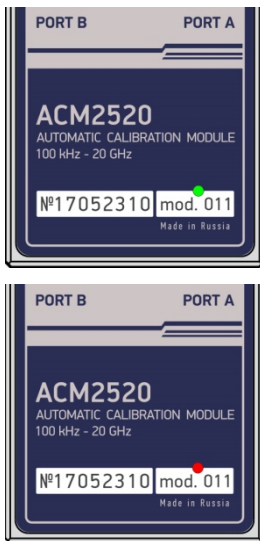 PORT B PORT A
ACM2520
AUTOMATIC CALIBRATION MODULE
100 kHz - 20 GHz
№17052310 mod. 011
Made in Russia
PORT B PORT A
ACM2520
AUTOMATIC CALIBRATION MODULE
100 kHz - 20 GHz
№17052310 mod. 011
Made in Russia